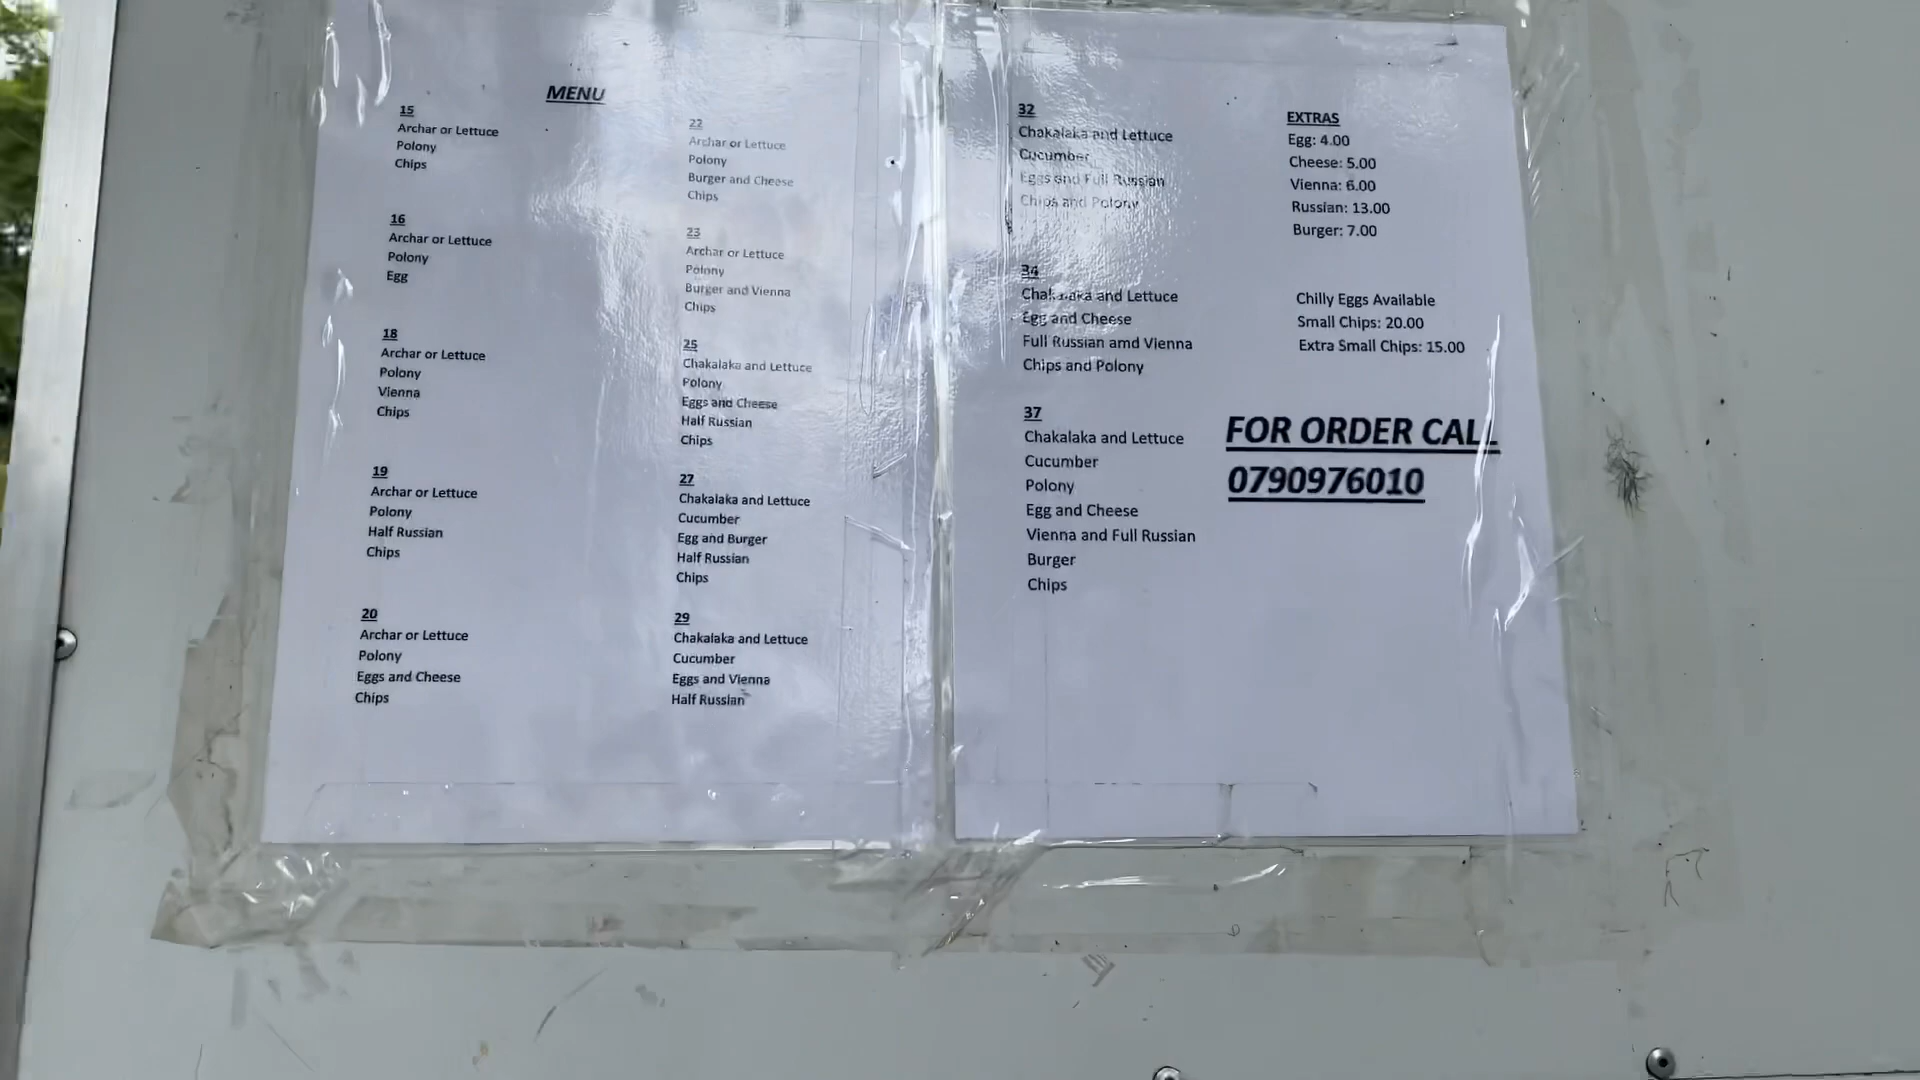 MENU
15
Archar or Lettuce
Polony
Chips
16
Archar or Lettuce
Polony
Egg
18
Archar or Lettuce
Polony
Vienna
Chips
19
Archar or Lettuce
Polony
Half Russian
Chips
20
Archar or Lettuce
Polony
Eggs and Cheese
Chips
22
Archar or Lettuce
Polony
Burger and Cheese
Chips
23
Archar or Lettuce
Polony
Burger and Vienna
Chips
25
Chakalaka and Lettuce
Polony
Eggs and Cheese
Half Russian
Chips
27
Chakalaka and Lettuce
Cucumber
Egg and Burger
Half Russian
Chips
29
Chakalaka and Lettuce
Cucumber
Eggs and Vienna
Half Russian
32
Chakalaka and Lettuce
Cucumber
Eggs and Full Russian
Chips and Polony
34
Chakalaka and Lettuce
Egg and Cheese
Full Russian amd Vienna
Chips and Polony
37
Chakalaka and Lettuce
Cucumber
Polony
Egg and Cheese
Vienna and Full Russian
Burger
Chips
EXTRAS
Egg: 4.00
Cheese: 5.00
Vienna: 6.00
Russian: 13.00
Burger: 7.00
Chilly Eggs Available
Small Chips: 20.00
Extra Small Chips: 15.00
FOR ORDER CALL
0790976010